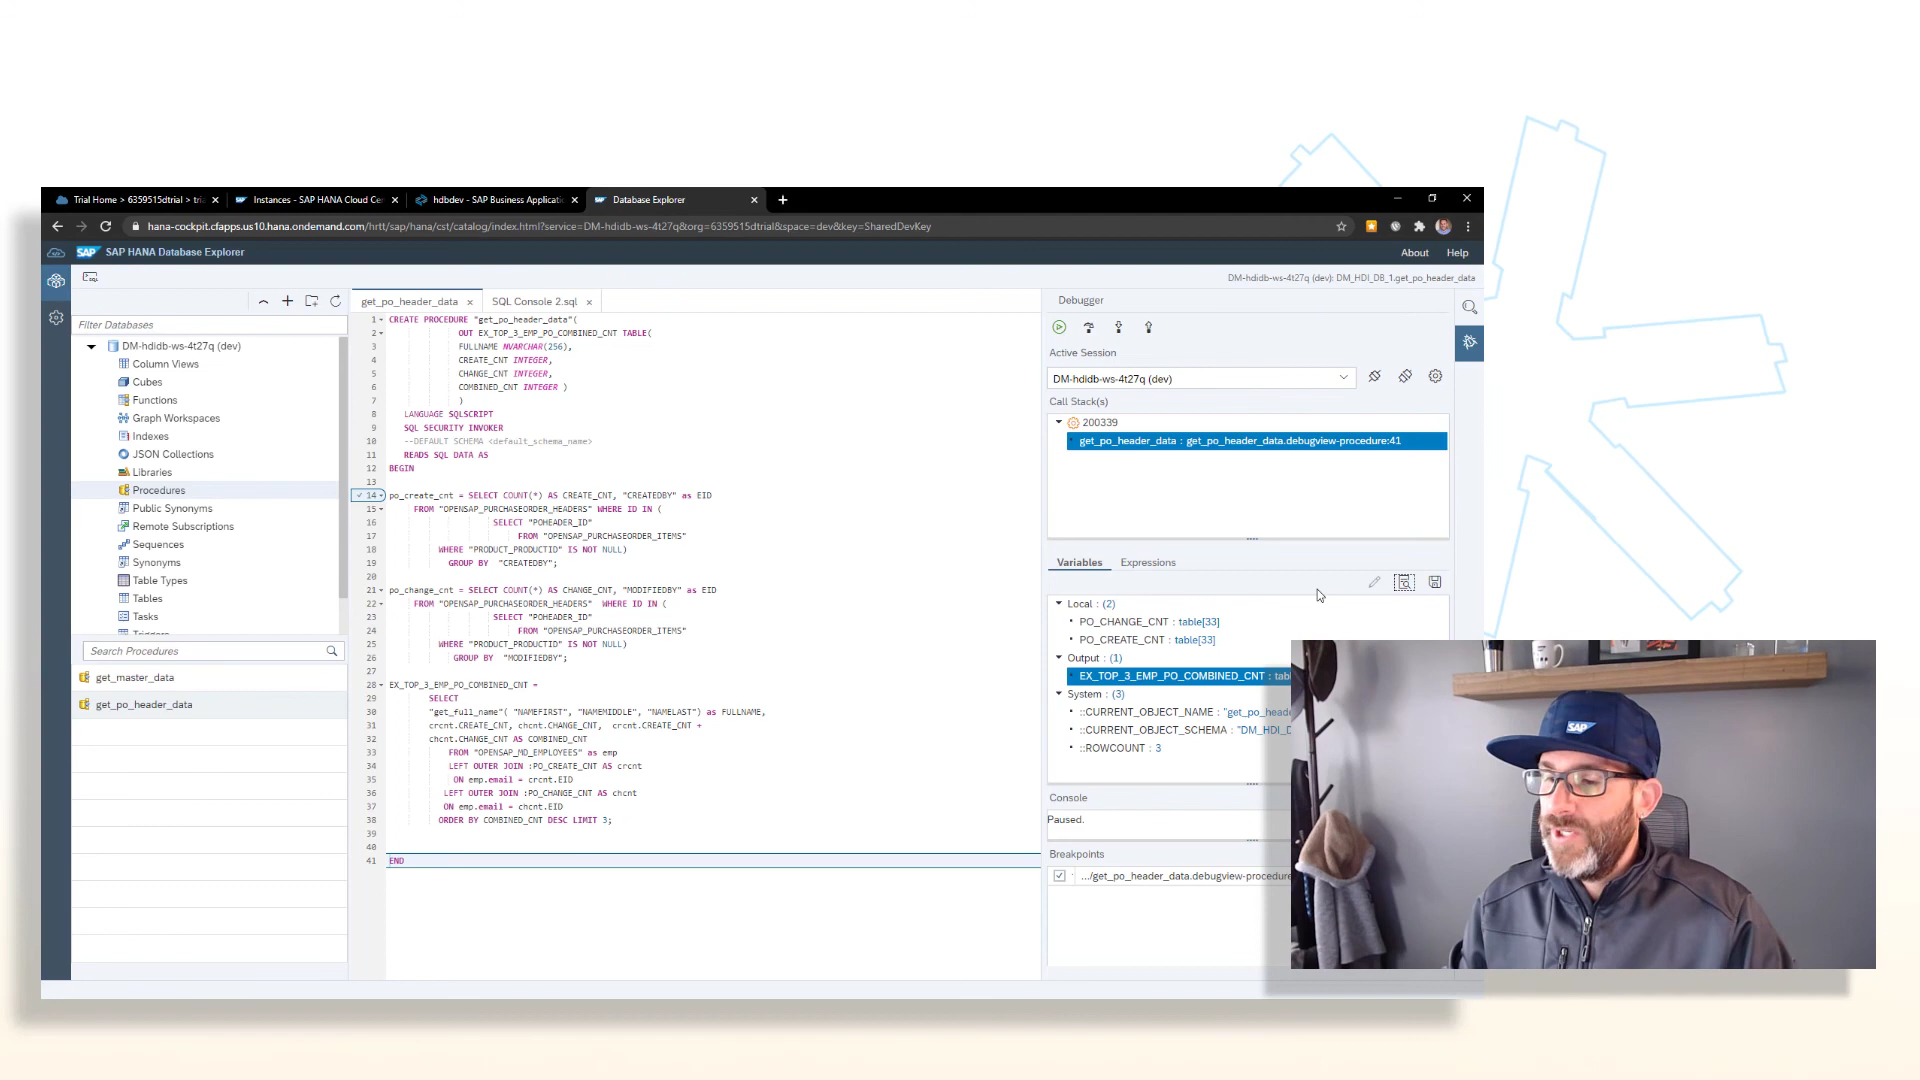 Trial Home > 6359515dtrial > tri
Instances - SAP HANA Cloud Ce
hdbdev - SAP Business Applicati
Database Explorer
hana-cockpit.cfapps.us10.hana.ondemand.com/hrtt/sap/hana/cst/catalog/index.html?service=DM-hdidb-ws-4t27q&org=6359515dtrial&space=dev&key=SharedDevKey
SAP SAP HANA Database Explorer
About Help
DM-hdidb-ws-4t27q (dev): DM_HDI_DB_1.get_po_header_data
Filter Databases
DM-hdidb-ws-4t27q (dev)
Column Views
Cubes
Functions
Graph Workspaces
Indexes
JSON Collections
Libraries
Procedures
Public Synonyms
Remote Subscriptions
Sequences
Synonyms
Table Types
Tables
Tasks
Triggers
Search Procedures
get_master_data
get_po_header_data
get_po_header_data
SQL Console 2.sql
1 CREATE PROCEDURE "get_po_header_data"(
2 OUT EX_TOP_3_EMP_PO_COMBINED_CNT TABLE(
3 FULLNAME NVARCHAR(256),
4 CREATE_CNT INTEGER,
5 CHANGE_CNT INTEGER,
6 COMBINED_CNT INTEGER )
7 )
8 LANGUAGE SQLSCRIPT
9 SQL SECURITY INVOKER
10 --DEFAULT SCHEMA <default_schema_name>
11 READS SQL DATA AS
12 BEGIN
13
14 po_create_cnt = SELECT COUNT(*) AS CREATE_CNT, "CREATEDBY" as EID
15 FROM "OPENSAP_PURCHASEORDER_HEADERS" WHERE ID IN (
16 SELECT "POHEADER_ID"
17 FROM "OPENSAP_PURCHASEORDER_ITEMS"
18 WHERE "PRODUCT_PRODUCTID" IS NOT NULL)
19 GROUP BY "CREATEDBY";
20
21 po_change_cnt = SELECT COUNT(*) AS CHANGE_CNT, "MODIFIEDBY" as EID
22 FROM "OPENSAP_PURCHASEORDER_HEADERS" WHERE ID IN (
23 SELECT "POHEADER_ID"
24 FROM "OPENSAP_PURCHASEORDER_ITEMS"
25 WHERE "PRODUCT_PRODUCTID" IS NOT NULL)
26 GROUP BY "MODIFIEDBY";
27
28 EX_TOP_3_EMP_PO_COMBINED_CNT =
29 SELECT
30 "get_full_name"( "NAMEFIRST", "NAMEMIDDLE", "NAMELAST") as FULLNAME,
31 crcnt.CREATE_CNT, chcnt.CHANGE_CNT, crcnt.CREATE_CNT +
32 chcnt.CHANGE_CNT AS COMBINED_CNT
33 FROM "OPENSAP_MD_EMPLOYEES" as emp
34 LEFT OUTER JOIN :PO_CREATE_CNT AS crcnt
35 ON emp.email = crcnt.EID
36 LEFT OUTER JOIN :PO_CHANGE_CNT AS chcnt
37 ON emp.email = chcnt.EID
38 ORDER BY COMBINED_CNT DESC LIMIT 3;
39
40
41 END
Debugger
Active Session
DM-hdidb-ws-4t27q (dev)
Call Stack(s)
200339
get_po_header_data : get_po_header_data.debugview-procedure:41
Variables Expressions
Local : (2)
PO_CHANGE_CNT : table[33]
PO_CREATE_CNT : table[33]
Output : (1)
EX_TOP_3_EMP_PO_COMBINED_CNT : tab
System : (3)
::CURRENT_OBJECT_NAME : "get_po_head
::CURRENT_OBJECT_SCHEMA : "DM_HDI_D
::ROWCOUNT : 3
Console
Paused.
Breakpoints
.../get_po_header_data.debugview-procedure
SAP